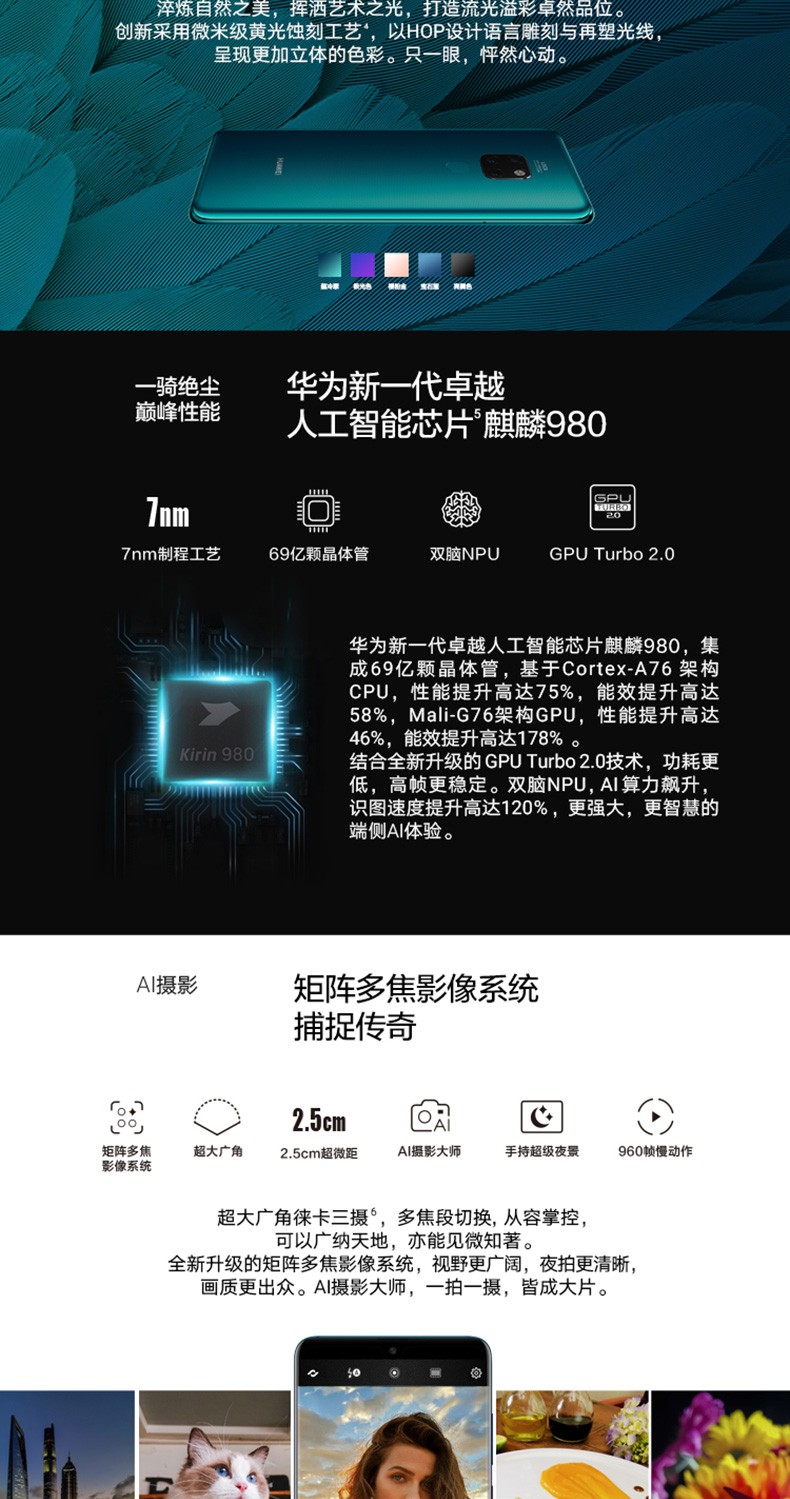 淬炼自然之美，挥洒艺术之光，打造流光溢彩卓然品位。
创新采用微米级黄光蚀刻工艺4，以HOP设计语言雕刻与再塑光线，
呈现更加立体的色彩。只一眼，怦然心动。
HUAWEI
翡冷翠 极光色 樱粉金 宝石蓝 亮黑色
一骑绝尘
巅峰性能
华为新一代卓越
人工智能芯片5麒麟980
7nm
GPU
TURBO
2.0
7nm制程工艺 69亿颗晶体管 双脑NPU GPU Turbo 2.0
Kirin 980
华为新一代卓越人工智能芯片麒麟980，集
成69亿颗晶体管，基于Cortex-A76 架构
CPU，性能提升高达75%，能效提升高达
58%，Mali-G76架构GPU，性能提升高达
46%，能效提升高达178% 。
结合全新升级的GPU Turbo 2.0技术，功耗更
低，高帧更稳定。双脑NPU，AI 算力飙升，
识图速度提升高达120%，更强大，更智慧的
端侧AI体验。
AI摄影
矩阵多焦影像系统
捕捉传奇
2.5cm
AI
矩阵多焦
影像系统
超大广角 2.5cm超微距 AI摄影大师 手持超级夜景 960帧慢动作
超大广角徕卡三摄6，多焦段切换, 从容掌控，
可以广纳天地，亦能见微知著。
全新升级的矩阵多焦影像系统，视野更广阔，夜拍更清晰，
画质更出众。AI摄影大师，一拍一摄，皆成大片。